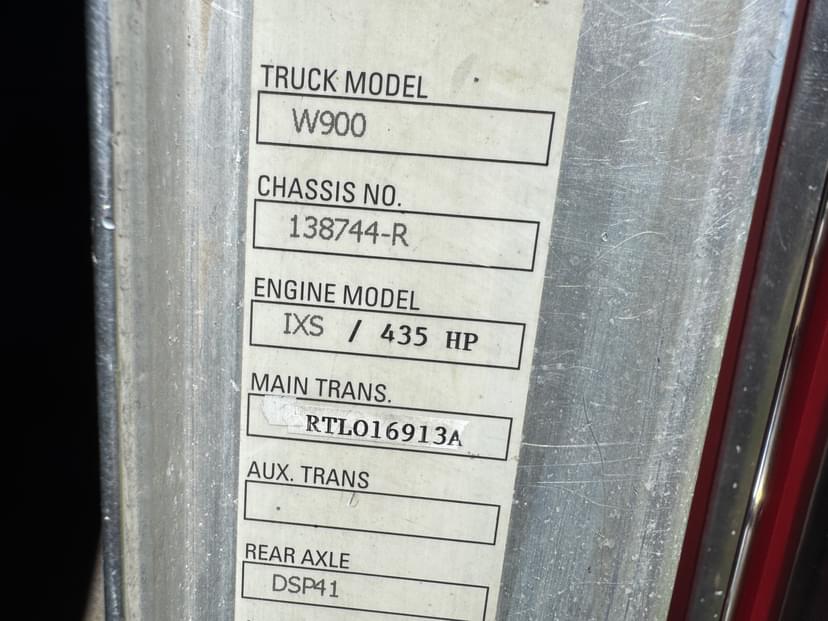 TRUCK MODEL
W900
CHASSIS NO.
138744-R
ENGINE MODEL
IXS / 435 HP
MAIN TRANS.
RTLO16913A
AUX. TRANS
REAR AXLE
DSP41